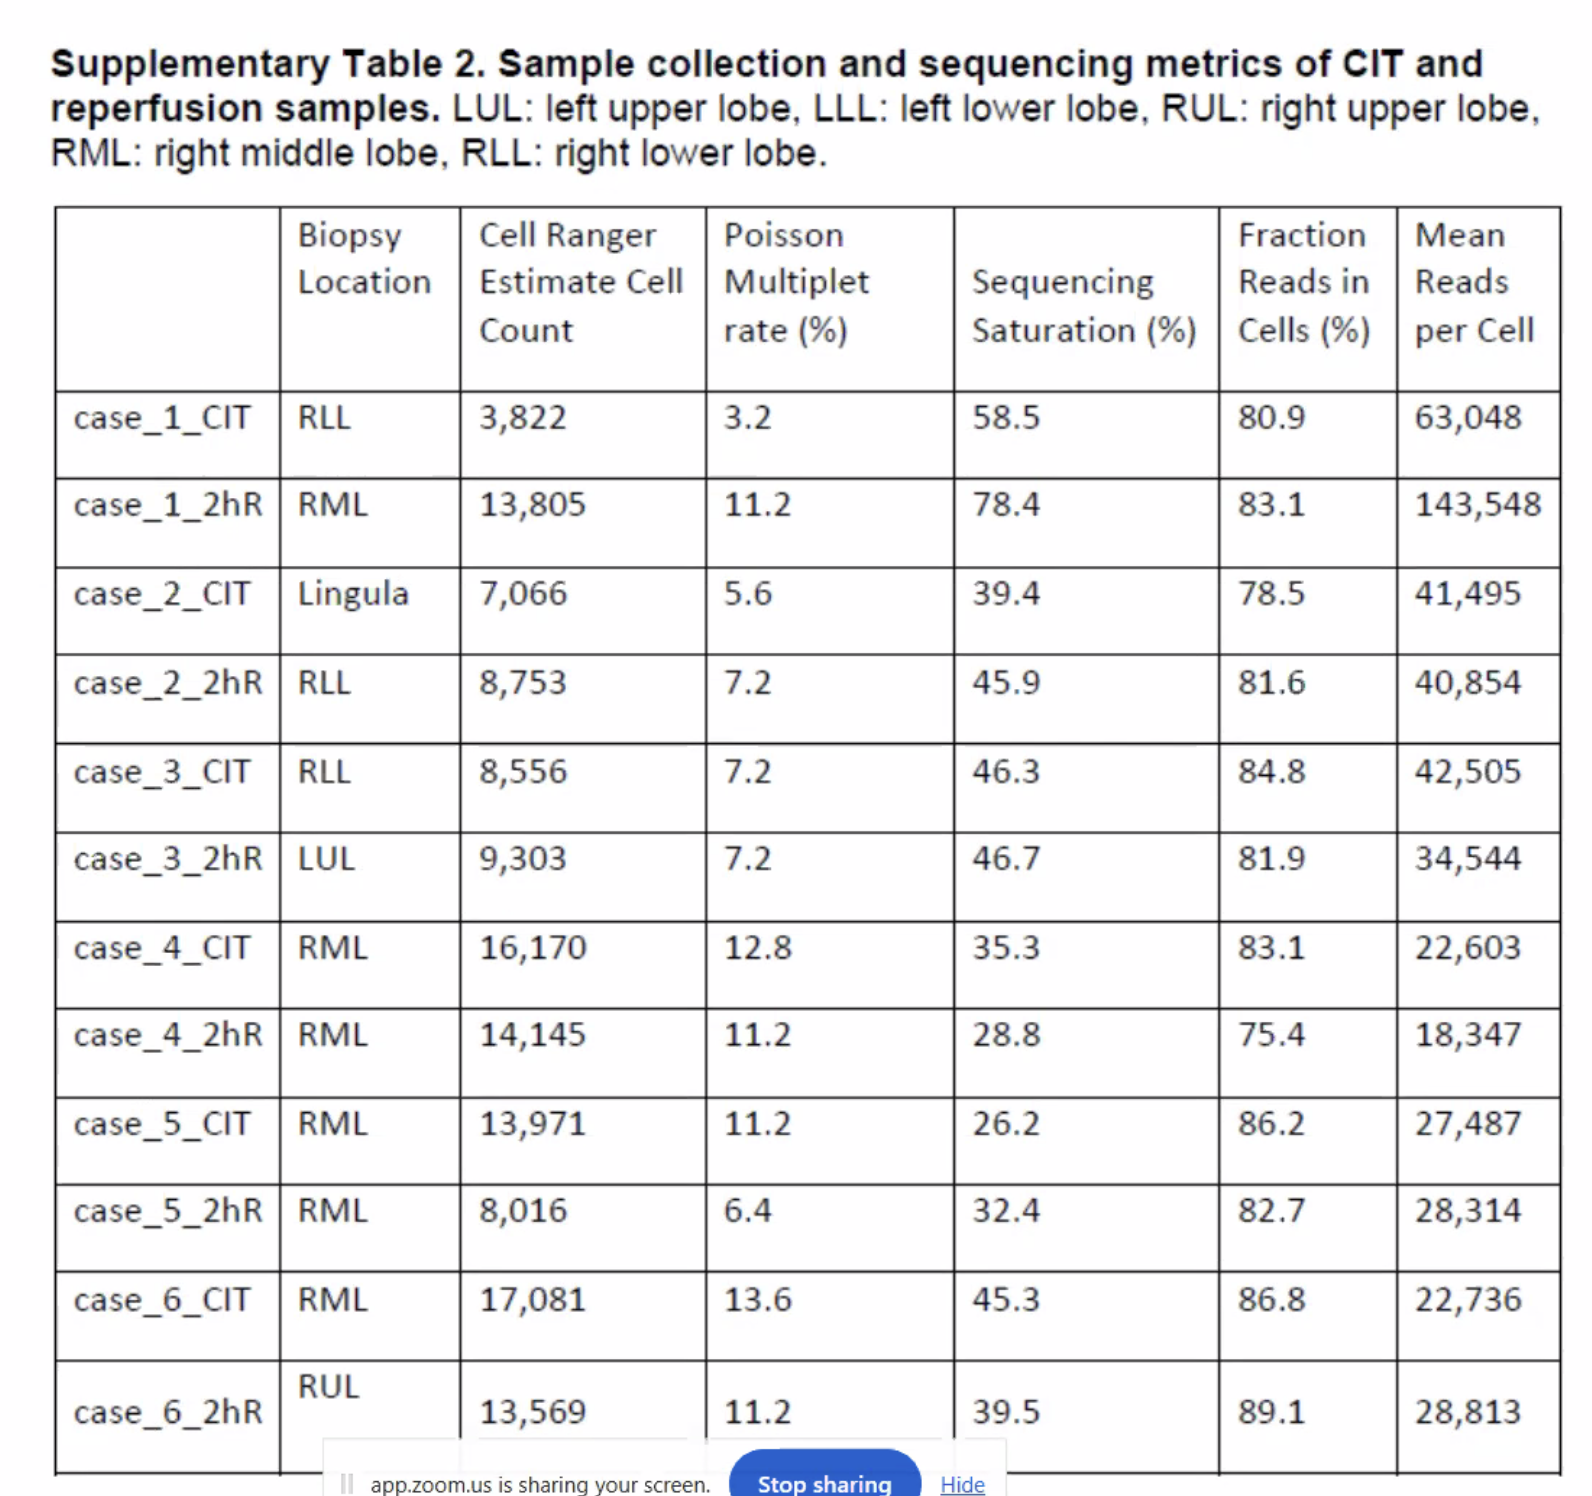 Supplementary Table 2. Sample collection and sequencing metrics of CIT and
reperfusion samples. LUL: left upper lobe, LLL: left lower lobe, RUL: right upper lobe,
RML: right middle lobe, RLL: right lower lobe.
Biopsy Location Cell Ranger Estimate Cell Count Poisson Multiplet rate (%) Sequencing Saturation (%) Fraction Reads in Cells (%) Mean Reads per Cell
case_1_CIT RLL 3,822 3.2 58.5 80.9 63,048
case_1_2hR RML 13,805 11.2 78.4 83.1 143,548
case_2_CIT Lingula 7,066 5.6 39.4 78.5 41,495
case_2_2hR RLL 8,753 7.2 45.9 81.6 40,854
case_3_CIT RLL 8,556 7.2 46.3 84.8 42,505
case_3_2hR LUL 9,303 7.2 46.7 81.9 34,544
case_4_CIT RML 16,170 12.8 35.3 83.1 22,603
case_4_2hR RML 14,145 11.2 28.8 75.4 18,347
case_5_CIT RML 13,971 11.2 26.2 86.2 27,487
case_5_2hR RML 8,016 6.4 32.4 82.7 28,314
case_6_CIT RML 17,081 13.6 45.3 86.8 22,736
case_6_2hR RUL 13,569 11.2 39.5 89.1 28,813
app.zoom.us is sharing your screen. Stop sharing Hide